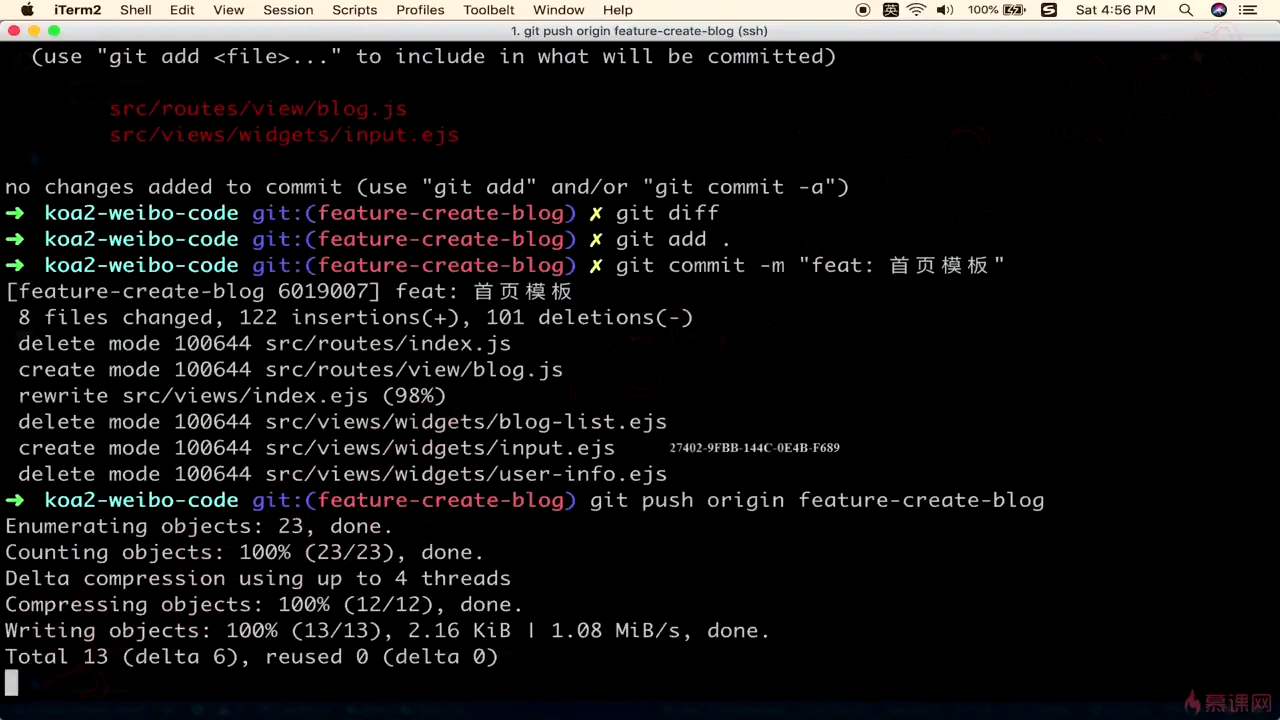 iTerm2 Shell Edit View Session Scripts Profiles Toolbelt Window Help 英 100% Sat 4:56 PM
1. git push origin feature-create-blog (ssh)
(use "git add <file>..." to include in what will be committed)
src/routes/view/blog.js
src/views/widgets/input.ejs
no changes added to commit (use "git add" and/or "git commit -a")
➜ koa2-weibo-code git:(feature-create-blog) ✗ git diff
➜ koa2-weibo-code git:(feature-create-blog) ✗ git add .
➜ koa2-weibo-code git:(feature-create-blog) ✗ git commit -m "feat: 首页模板"
[feature-create-blog 6019007] feat: 首页模板
8 files changed, 122 insertions(+), 101 deletions(-)
delete mode 100644 src/routes/index.js
create mode 100644 src/routes/view/blog.js
rewrite src/views/index.ejs (98%)
delete mode 100644 src/views/widgets/blog-list.ejs
create mode 100644 src/views/widgets/input.ejs
27402-9FBB-144C-0E4B-F689
delete mode 100644 src/views/widgets/user-info.ejs
➜ koa2-weibo-code git:(feature-create-blog) git push origin feature-create-blog
Enumerating objects: 23, done.
Counting objects: 100% (23/23), done.
Delta compression using up to 4 threads
Compressing objects: 100% (12/12), done.
Writing objects: 100% (13/13), 2.16 KiB | 1.08 MiB/s, done.
Total 13 (delta 6), reused 0 (delta 0)
慕课网